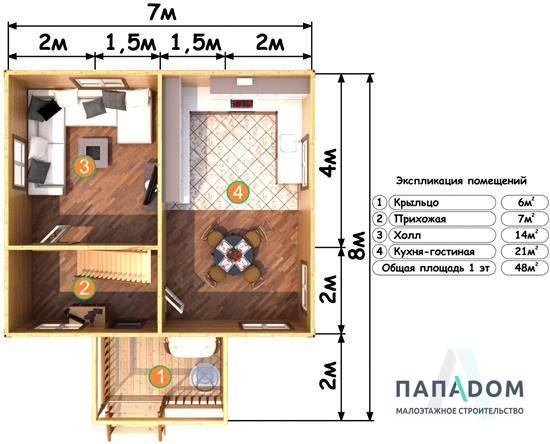 7м
2м 1,5м 1,5м 2м
4м
8м
2м
2м
3
4
2
1
Экспликация помещений
1 Крыльцо 6м²
2 Прихожая 7м²
3 Холл 14м²
4 Кухня-гостиная 21м²
Общая площадь 1 эт 48м²
ПАПАДОМ
МАЛОЭТАЖНОЕ СТРОИТЕЛЬСТВО